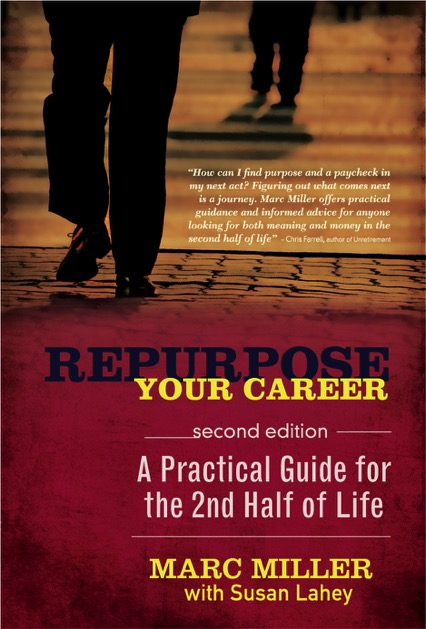 “How can I find purpose and a paycheck in
my next act? Figuring out what comes next
is a journey. Marc Miller offers practical
guidance and informed advice for anyone
looking for both meaning and money in the
second half of life” - Chris Farrell, author of Unretirement
REPURPOSE
YOUR CAREER
second edition
A Practical Guide for
the 2nd Half of Life
MARC MILLER
with Susan Lahey